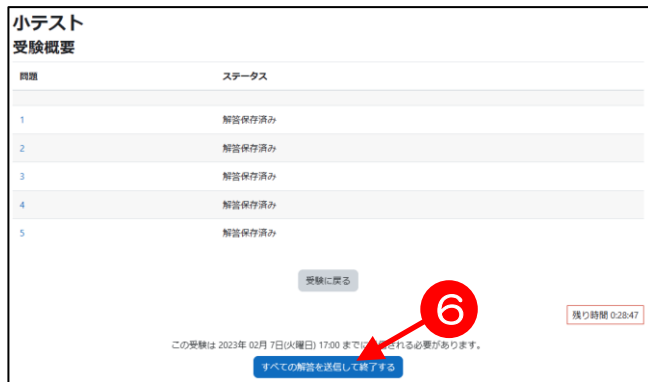 小テスト
受験概要
問題 ステータス
1 解答保存済み
2 解答保存済み
3 解答保存済み
4 解答保存済み
5 解答保存済み
受験に戻る
6
残り時間 0:28:47
この受験は 2023年 02月 7日(火曜日) 17:00 までに 信される必要があります。
すべての解答を送信して終了する